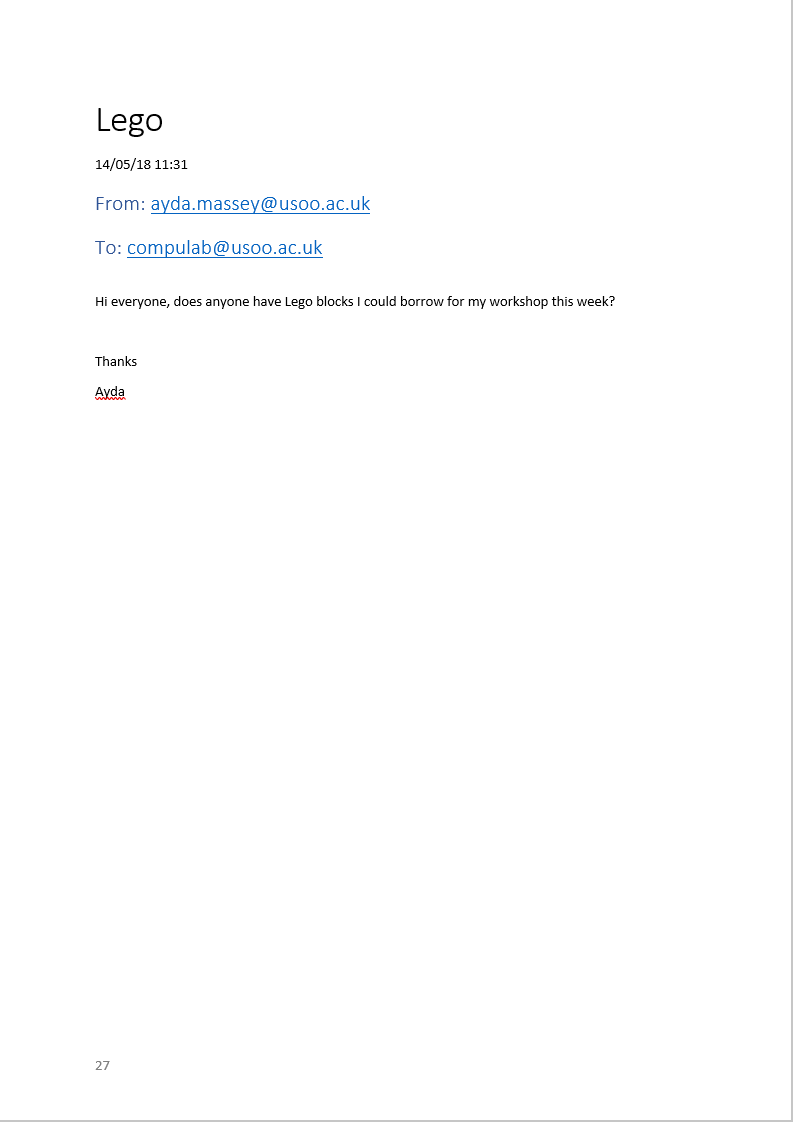 Lego
14/05/18 11:31
From: ayda.massey@usoo.ac.uk
To: compulab@usoo.ac.uk
Hi everyone, does anyone have Lego blocks I could borrow for my workshop this week?
Thanks
Ayda
27